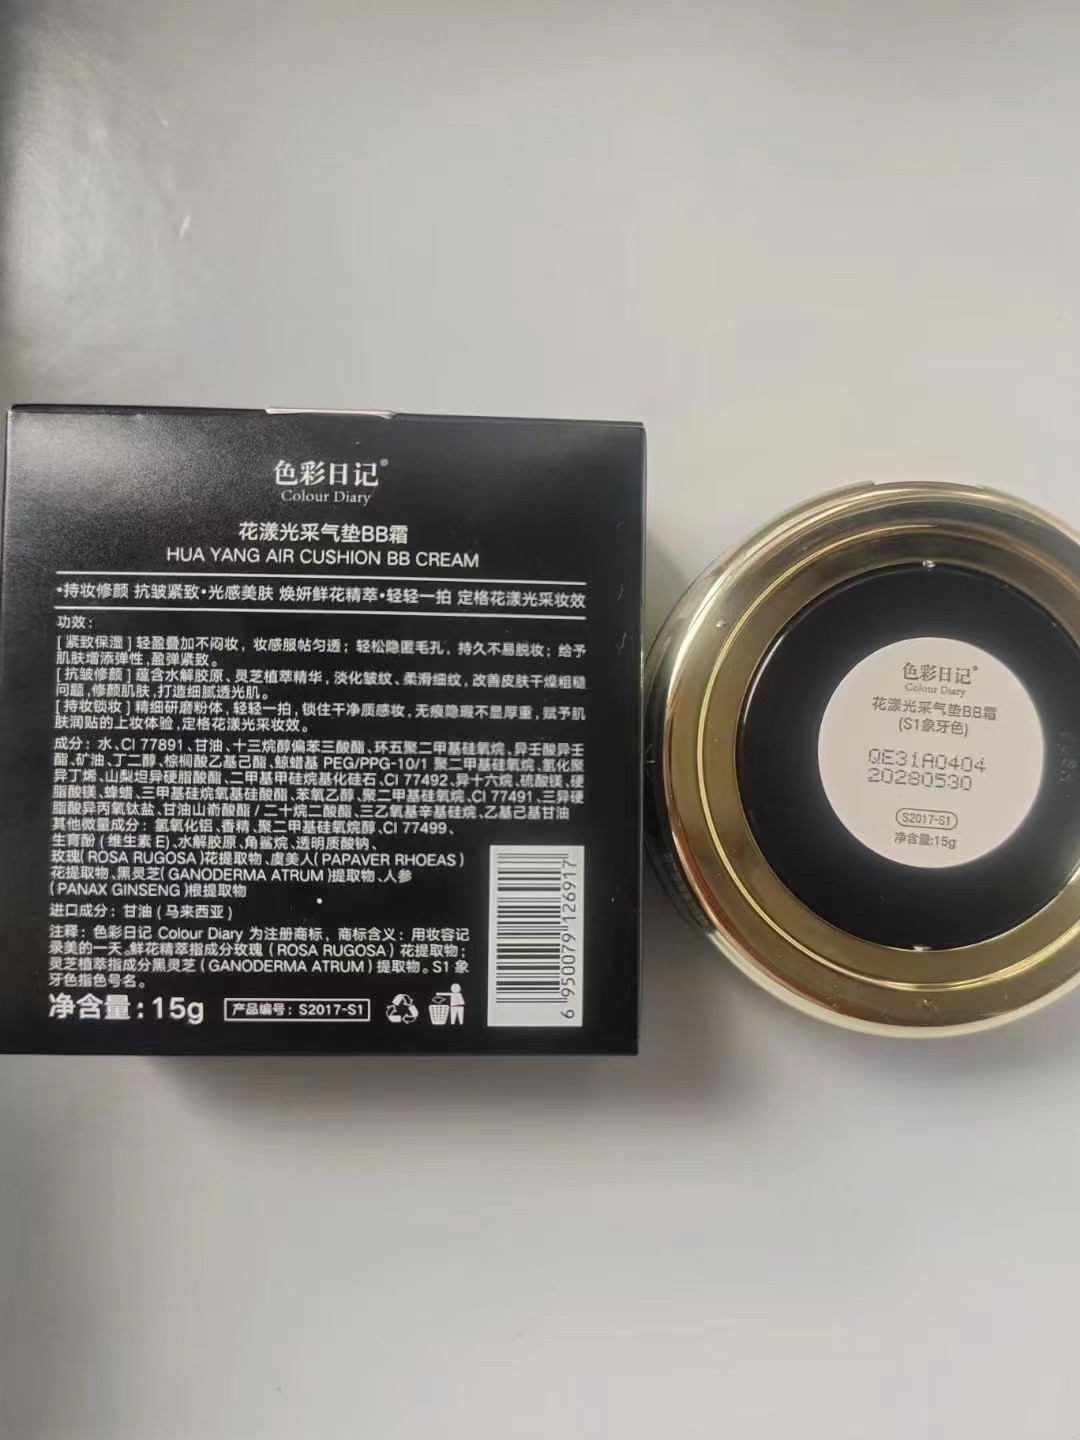 色彩日记®
Colour Diary
花漾光采气垫BB霜
HUA YANG AIR CUSHION BB CREAM
•持妆修颜 抗皱紧致•光感美肤 焕妍鲜花精萃•轻轻一拍 定格花漾光采妆效
功效：
[紧致保湿]轻盈叠加不闷妆，妆感服帖匀透；轻松隐匿毛孔，持久不易脱妆；给予
肌肤增添弹性,盈弹紧致。
[抗皱修颜]蕴含水解胶原、灵芝植萃精华，淡化皱纹、柔滑细纹，改善皮肤干燥粗糙
问题,修颜肌肤,打造细腻透光肌。
[持妆锁妆]精细研磨粉体，轻轻一拍，锁住干净质感妆，无痕隐瑕不显厚重，赋予肌
肤润贴的上妆体验，定格花漾光采妆效。
成分：水、CI 77891、甘油、十三烷醇偏苯三酸酯、环五聚二甲基硅氧烷、异壬酸异壬
酯、矿油、丁二醇、棕榈酸乙基己酯、鲸蜡基 PEG/PPG-10/1 聚二甲基硅氧烷、氢化聚
异丁烯、山梨坦异硬脂酸酯、二甲基甲硅烷基化硅石、CI 77492、异十六烷、硫酸镁、硬
脂酸镁、蜂蜡、三甲基硅烷氧基硅酸酯、苯氧乙醇、聚二甲基硅氧烷、CI 77491、三异硬
脂酸异丙氧钛盐、甘油山嵛酸酯/二十烷二酸酯、三乙氧基辛基硅烷、乙基己基甘油
其他微量成分：氢氧化铝、香精、聚二甲基硅氧烷醇、CI 77499、
生育酚(维生素 E)、水解胶原、角鲨烷、透明质酸钠、
玫瑰(ROSA RUGOSA)花提取物、虞美人(PAPAVER RHOEAS)
花提取物、黑灵芝(GANODERMA ATRUM)提取物、人参
(PANAX GINSENG)根提取物
进口成分：甘油(马来西亚)
注释：色彩日记 Colour Diary 为注册商标，商标含义：用妆容记
录美的一天。鲜花精萃指成分玫瑰(ROSA RUGOSA)花提取物；
灵芝植萃指成分黑灵芝(GANODERMA ATRUM)提取物。S1 象
牙色指色号名。
净含量：15g
产品编号：S2017-S1
6 950079 126917
色彩日记®
Colour Diary
花漾光采气垫BB霜
(S1象牙色)
QE31A0404
20280530
S2017-S1
净含量:15g